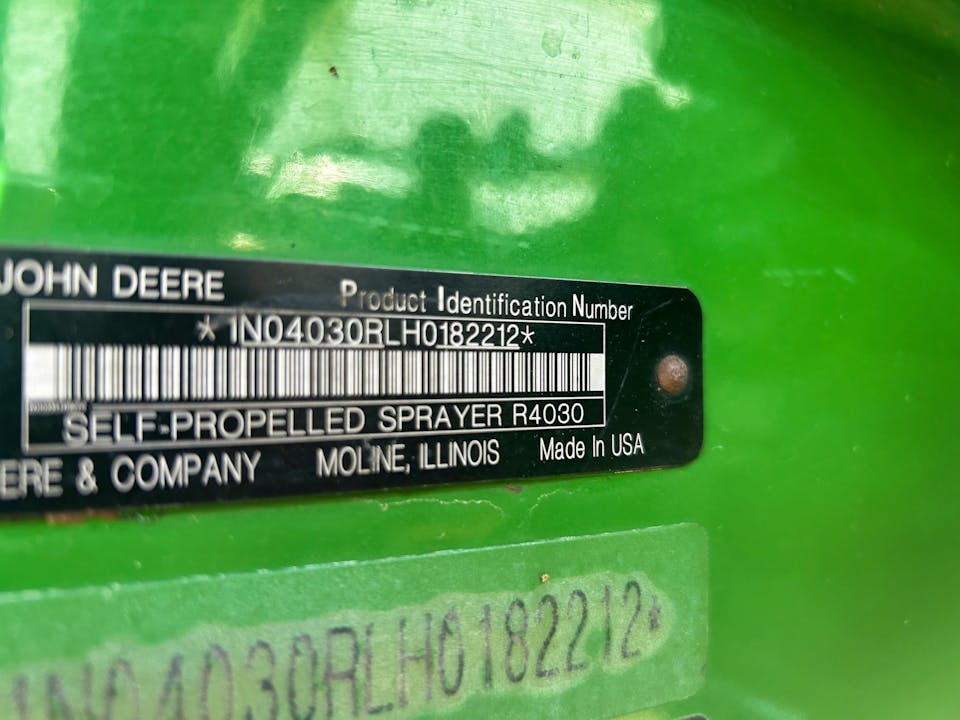 JOHN DEERE
Product Identification Number
*1N04030RLH0182212*
SELF-PROPELLED SPRAYER R4030
ERE & COMPANY MOLINE, ILLINOIS Made In USA
1N04030RLH0182212*